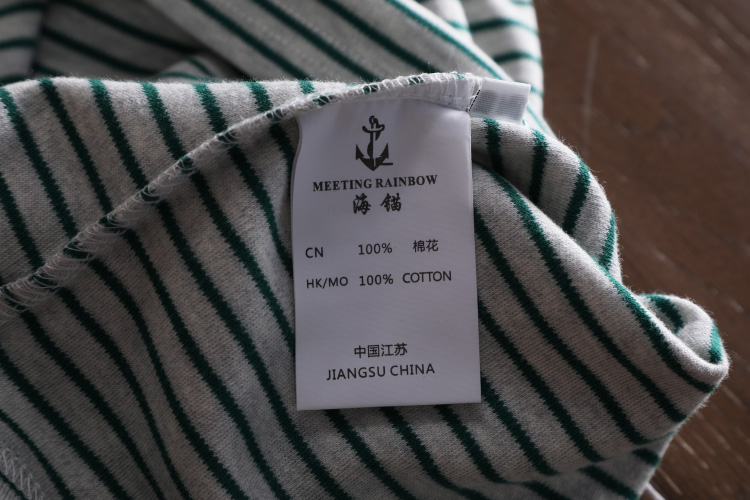 MEETING RAINBOW
海锚
CN 100% 棉花
HK/MO 100% COTTON
中国江苏
JIANGSU CHINA